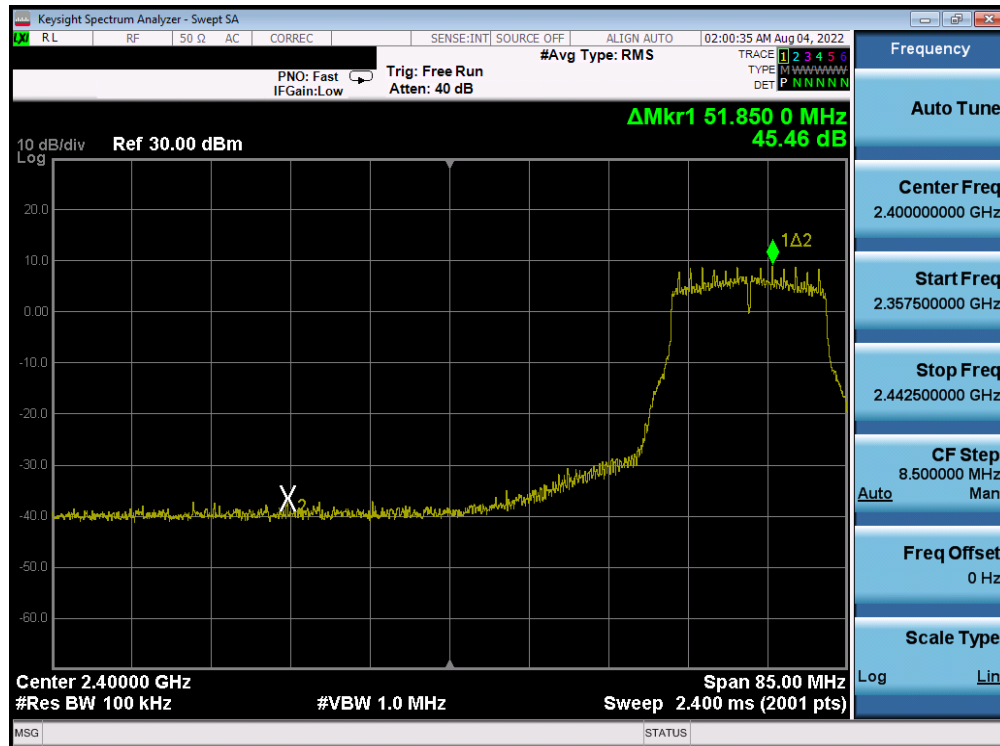 Keysight Spectrum Analyzer - Swept SA
LXI RL RF 50 Ω AC CORREC SENSE:INT SOURCE OFF ALIGN AUTO 02:00:35 AM Aug 04, 2022
#Avg Type: RMS
TRACE 1 2 3 4 5 6
PNO: Fast Trig: Free Run TYPE M W W W W W
IFGain:Low Atten: 40 dB DET P N N N N N
ΔMkr1 51.850 0 MHz
45.46 dB
10 dB/div Ref 30.00 dBm
Log
20.0
10.0
0.00
-10.0
-20.0
-30.0
-40.0
-50.0
-60.0
1Δ2
X2
Center 2.40000 GHz Span 85.00 MHz
#Res BW 100 kHz #VBW 1.0 MHz Sweep 2.400 ms (2001 pts)
MSG STATUS
Frequency
Auto Tune
Center Freq
2.400000000 GHz
Start Freq
2.357500000 GHz
Stop Freq
2.442500000 GHz
CF Step
8.500000 MHz
Auto Man
Freq Offset
0 Hz
Scale Type
Log Lin